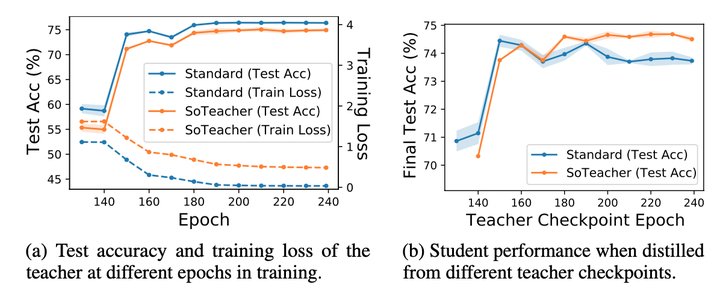 Test Acc (%)
75
70
65
60
55
50
45
140
160
180
200
220
240
Epoch
4
3
2
1
0
Training Loss
Standard (Test Acc)
Standard (Train Loss)
SoTeacher (Test Acc)
SoTeacher (Train Loss)
(a) Test accuracy and training loss of the
teacher at different epochs in training.
Final Test Acc (%)
75
74
73
72
71
70
140
160
180
200
220
240
Teacher Checkpoint Epoch
Standard (Test Acc)
SoTeacher (Test Acc)
(b) Student performance when distilled
from different teacher checkpoints.